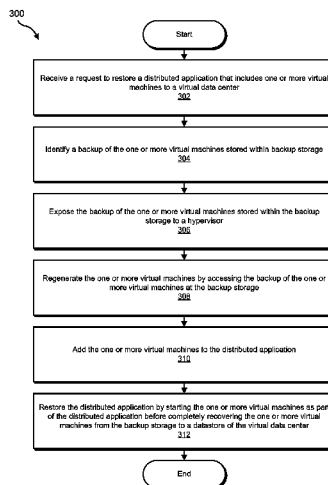 300
Start
Receive a request to restore a distributed application that includes one or more virtual
machines to a virtual data center
302
Identify a backup of the one or more virtual machines stored within backup storage
304
Expose the backup of the one or more virtual machines stored within the backup
storage to a hypervisor
306
Regenerate the one or more virtual machines by accessing the backup of the one or
more virtual machines at the backup storage
308
Add the one or more virtual machines to the distributed application
310
Restore the distributed application by starting the one or more virtual machines as part
of the distributed application before completely recovering the one or more virtual
machines from the backup storage to a datastore of the virtual data center
312
End